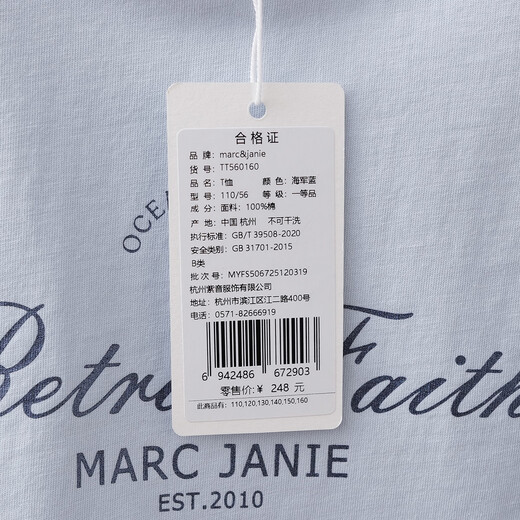 合格证
品 牌: marc&janie
货 号: TT560160
品 名: T恤 颜 色: 海军蓝
型 号: 110/56 等 级: 一等品
成 分: 面料: 100%棉
产 地: 中国 杭州 不可干洗
执行标准: GB/T 39508-2020
安全类别: GB 31701-2015
B类
批 次 号: MYFS506725120319
杭州紫音服饰有限公司
地址: 杭州市滨江区江二路400号
电话: 0571-82666919
6 942486 672903
零售价: ¥ 248 元
此商品有: 110,120,130,140,150,160
OCEA
Retro Faith
MARC JANIE
EST.2010